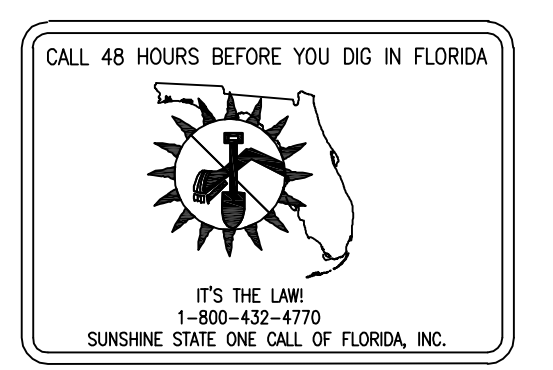 CALL 48 HOURS BEFORE YOU DIG IN FLORIDA
IT'S THE LAW!
1-800-432-4770
SUNSHINE STATE ONE CALL OF FLORIDA, INC.